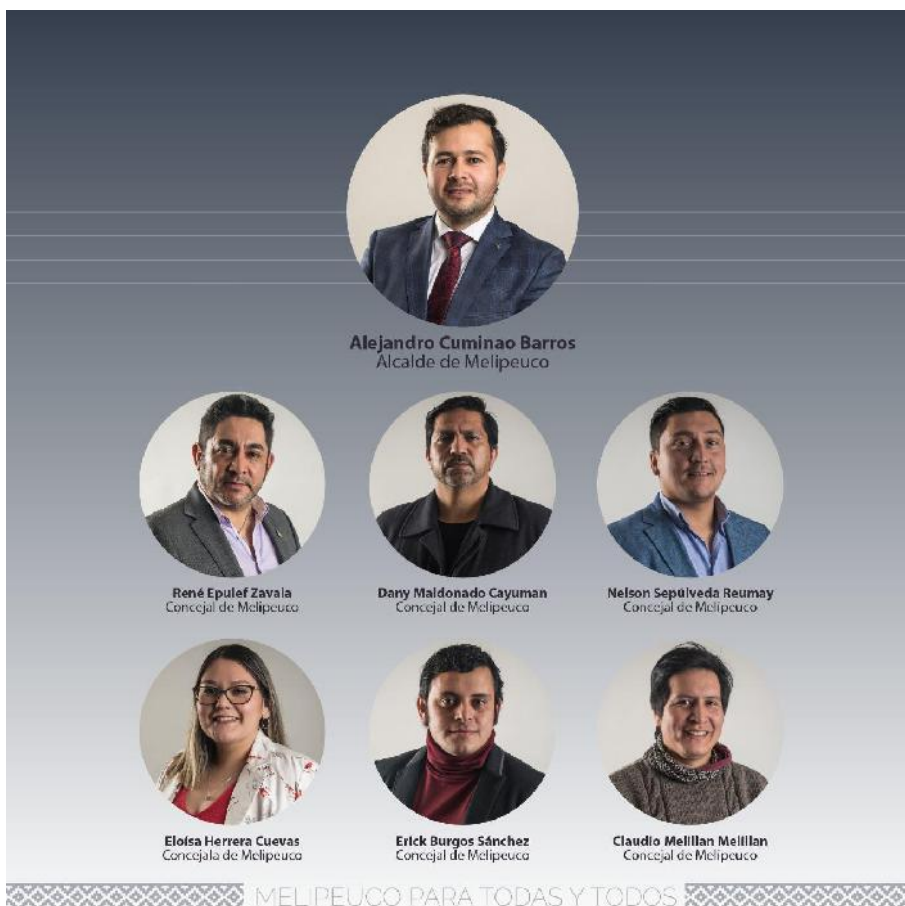 Alejandro Cuminao Barros
Alcalde de Melipeuco
René Epulef Zavala
Concejal de Melipeuco
Dany Maldonado Cayuman
Concejal de Melipeuco
Nelson Sepúlveda Reumay
Concejal de Melipeuco
Eloísa Herrera Cuevas
Concejala de Melipeuco
Erick Burgos Sánchez
Concejal de Melipeuco
Claudio Melillan Melillan
Concejal de Melipeuco
MELIPEUCO PARA TODAS Y TODOS